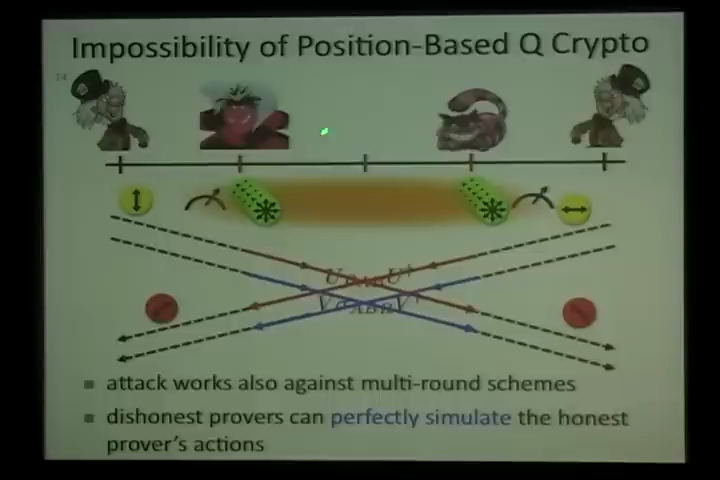 Impossibility of Position-Based Q Crypto
14
attack works also against multi-round schemes
dishonest provers can perfectly simulate the honest
prover's actions